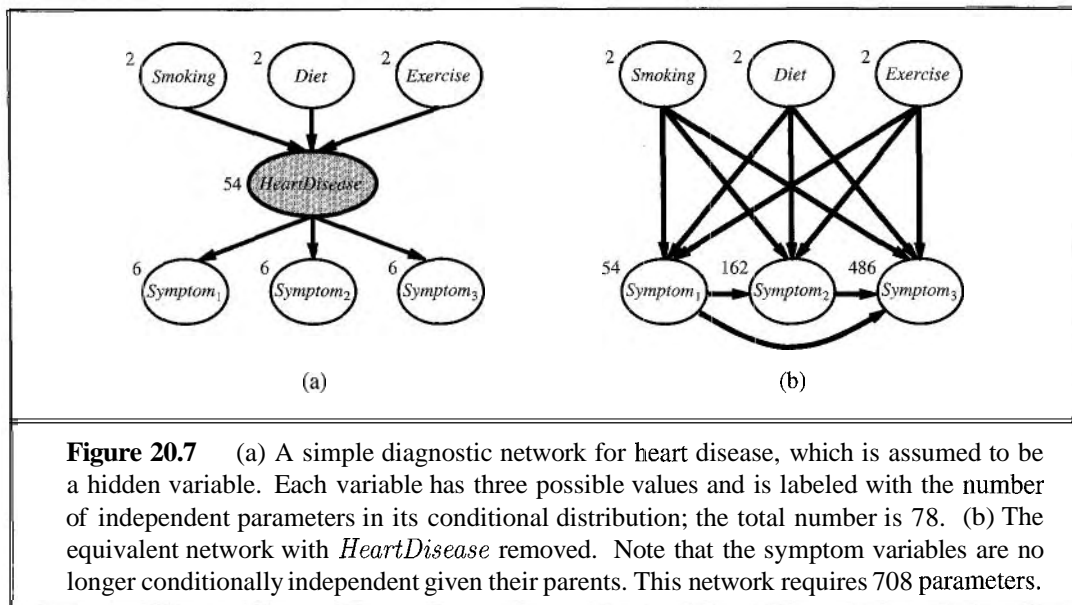 2 Smoking 2 Diet 2 Exercise 2 Smoking 2 Diet 2 Exercise
54 HeartDisease
6 Symptom₁ 6 Symptom₂ 6 Symptom₃ 54 Symptom₁ 162 Symptom₂ 486 Symptom₃
(a) (b)
Figure 20.7 (a) A simple diagnostic network for heart disease, which is assumed to be
a hidden variable. Each variable has three possible values and is labeled with the number
of independent parameters in its conditional distribution; the total number is 78. (b) The
equivalent network with HeartDisease removed. Note that the symptom variables are no
longer conditionally independent given their parents. This network requires 708 parameters.